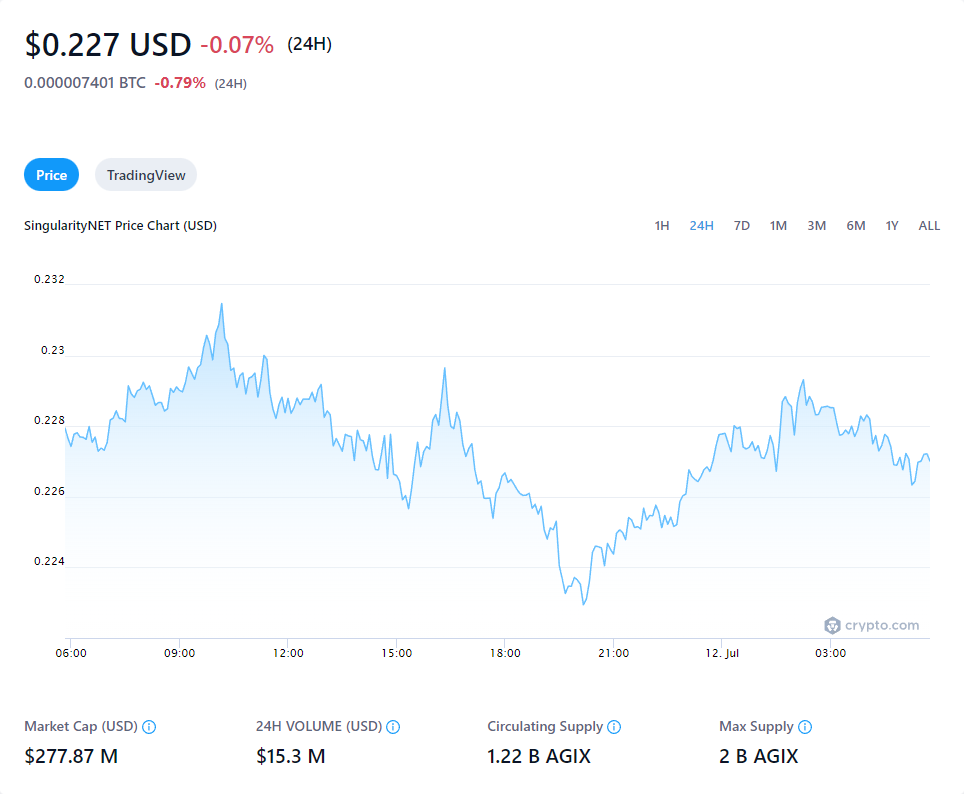 $0.227 USD -0.07% (24H)
0.000007401 BTC -0.79% (24H)
Price TradingView
SingularityNET Price Chart (USD) 1H 24H 7D 1M 3M 6M 1Y ALL
0.232
0.23
0.228
0.226
0.224
crypto.com
06:00 09:00 12:00 15:00 18:00 21:00 12. Jul 03:00
Market Cap (USD) 24H VOLUME (USD) Circulating Supply Max Supply
$277.87 M $15.3 M 1.22 B AGIX 2 B AGIX